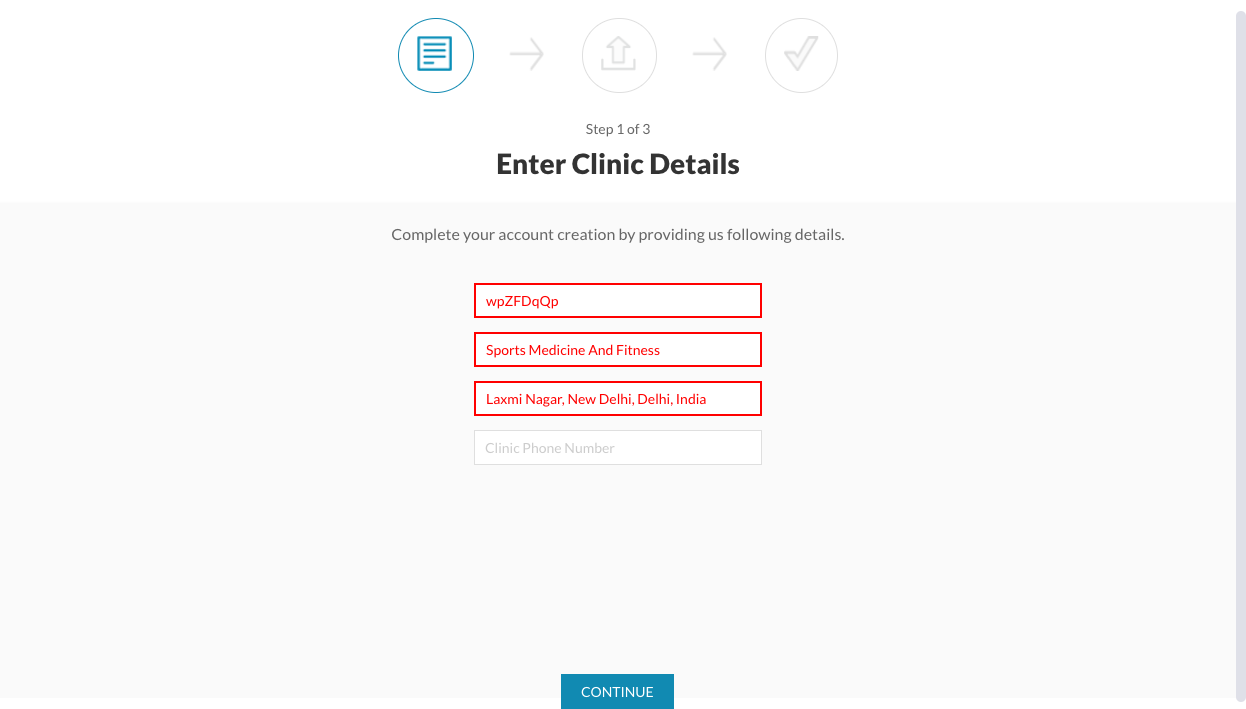 Step 1 of 3
Enter Clinic Details
Complete your account creation by providing us following details.
wpZFDqQp
Sports Medicine And Fitness
Laxmi Nagar, New Delhi, Delhi, India
Clinic Phone Number
CONTINUE